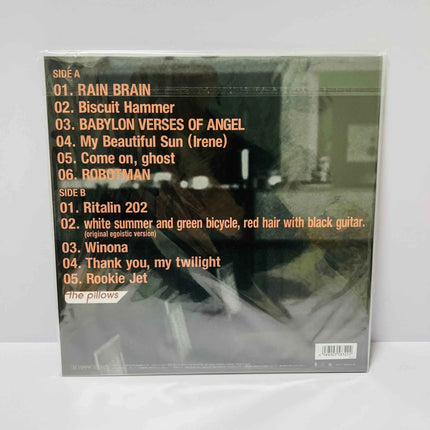 SIDE A
01. RAIN BRAIN
02. Biscuit Hammer
03. BABYLON VERSES OF ANGEL
04. My Beautiful Sun (Irene)
05. Come on, ghost
06. ROBOTMAN
SIDE B
01. Ritalin 202
02. white summer and green bicycle, red hair with black guitar.
(original egoistic version)
03. Winona
04. Thank you, my twilight
05. Rookie Jet
the pillows